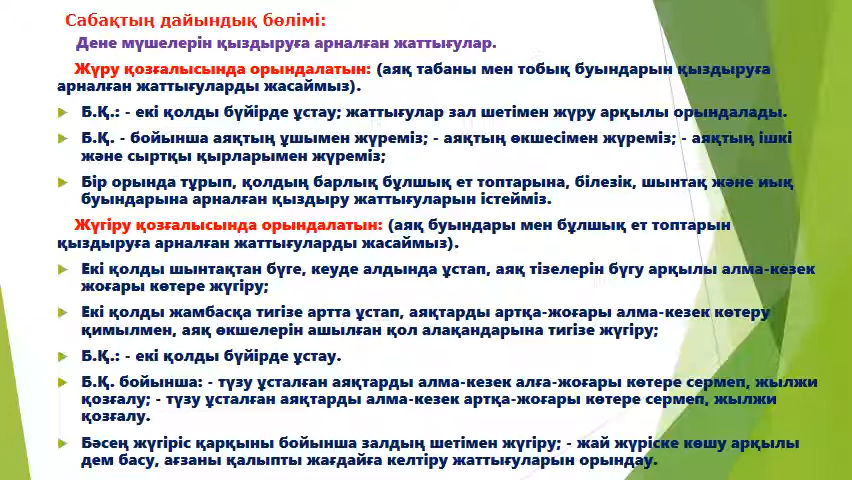 Сабақтың дайындық бөлімі:
Дене мүшелерін қыздыруға арналған жаттығулар.
Жүру қозғалысында орындалатын: (аяқ табаны мен тобық буындарын қыздыруға
арналған жаттығуларды жасаймыз).
Б.Қ.: - екі қолды бүйірде ұстау; жаттығулар зал шетімен жүру арқылы орындалады.
Б.Қ. - бойынша аяқтың ұшымен жүреміз; - аяқтың өкшесімен жүреміз; - аяқтың ішкі
және сыртқы қырларымен жүреміз;
Бір орында тұрып, қолдың барлық бұлшық ет топтарына, білезік, шынтақ және иық
буындарына арналған қыздыру жаттығуларын істейміз.
Жүгіру қозғалысында орындалатын: (аяқ буындары мен бұлшық ет топтарын
қыздыруға арналған жаттығуларды жасаймыз).
Екі қолды шынтақтан бүге, кеуде алдында ұстап, аяқ тізелерін бүгу арқылы алма-кезек
жоғары көтере жүгіру;
Екі қолды жамбасқа тигізе артта ұстап, аяқтарды артқа-жоғары алма-кезек көтеру
қимылмен, аяқ өкшелерін ашылған қол алақандарына тигізе жүгіру;
Б.Қ.: - екі қолды бүйірде ұстау.
Б.Қ. бойынша: - түзу ұсталған аяқтарды алма-кезек алға-жоғары көтере сермеп, жылжи
қозғалу; - түзу ұсталған аяқтарды алма-кезек артқа-жоғары көтере сермеп, жылжи
қозғалу.
Бәсең жүгіріс қарқыны бойынша залдың шетімен жүгіру; - жай жүріске көшу арқылы
дем басу, ағзаны қалыпты жағдайға келтіру жаттығуларын орындау.